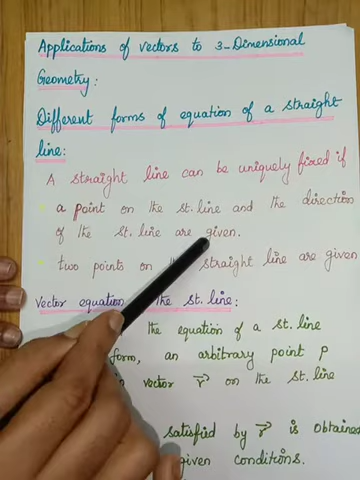 Applications of vectors to 3-Dimensional
Geometry:
Different forms of equation of a straight
line:
A straight line can be uniquely fixed if
a point on the st.line and the direction
of the st.line are given.
two points on the straight line are given
Vector equation the st.line:
the equation of a st.line
form, an arbitrary point P
vector r⃗ on the st.line
satisfied by r⃗ is obtained
given conditions.